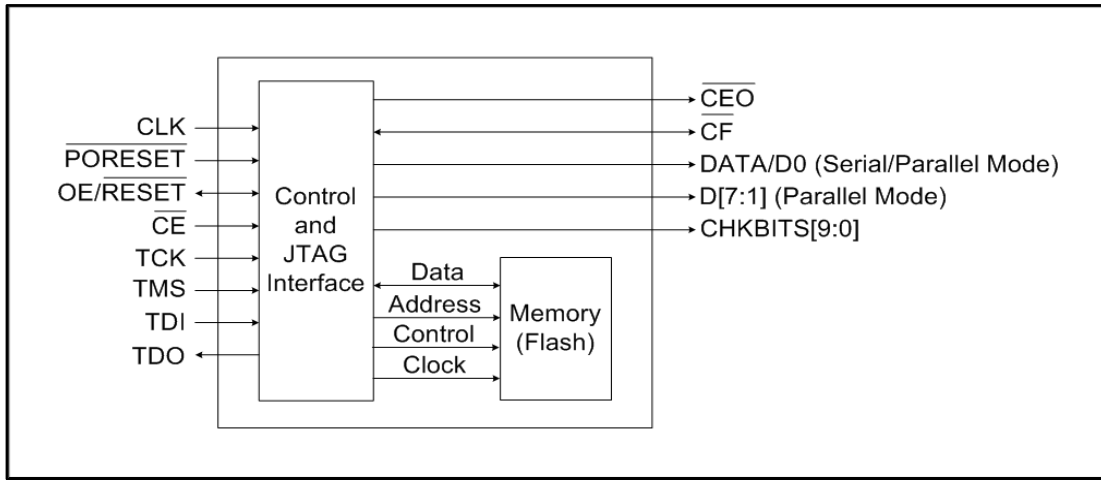 CLK
PORESET
OE/RESET
CE
TCK
TMS
TDI
TDO
Control
and
JTAG
Interface
CEO
CF
DATA/D0 (Serial/Parallel Mode)
D[7:1] (Parallel Mode)
CHKBITS[9:0]
Data
Address
Control
Clock
Memory
(Flash)